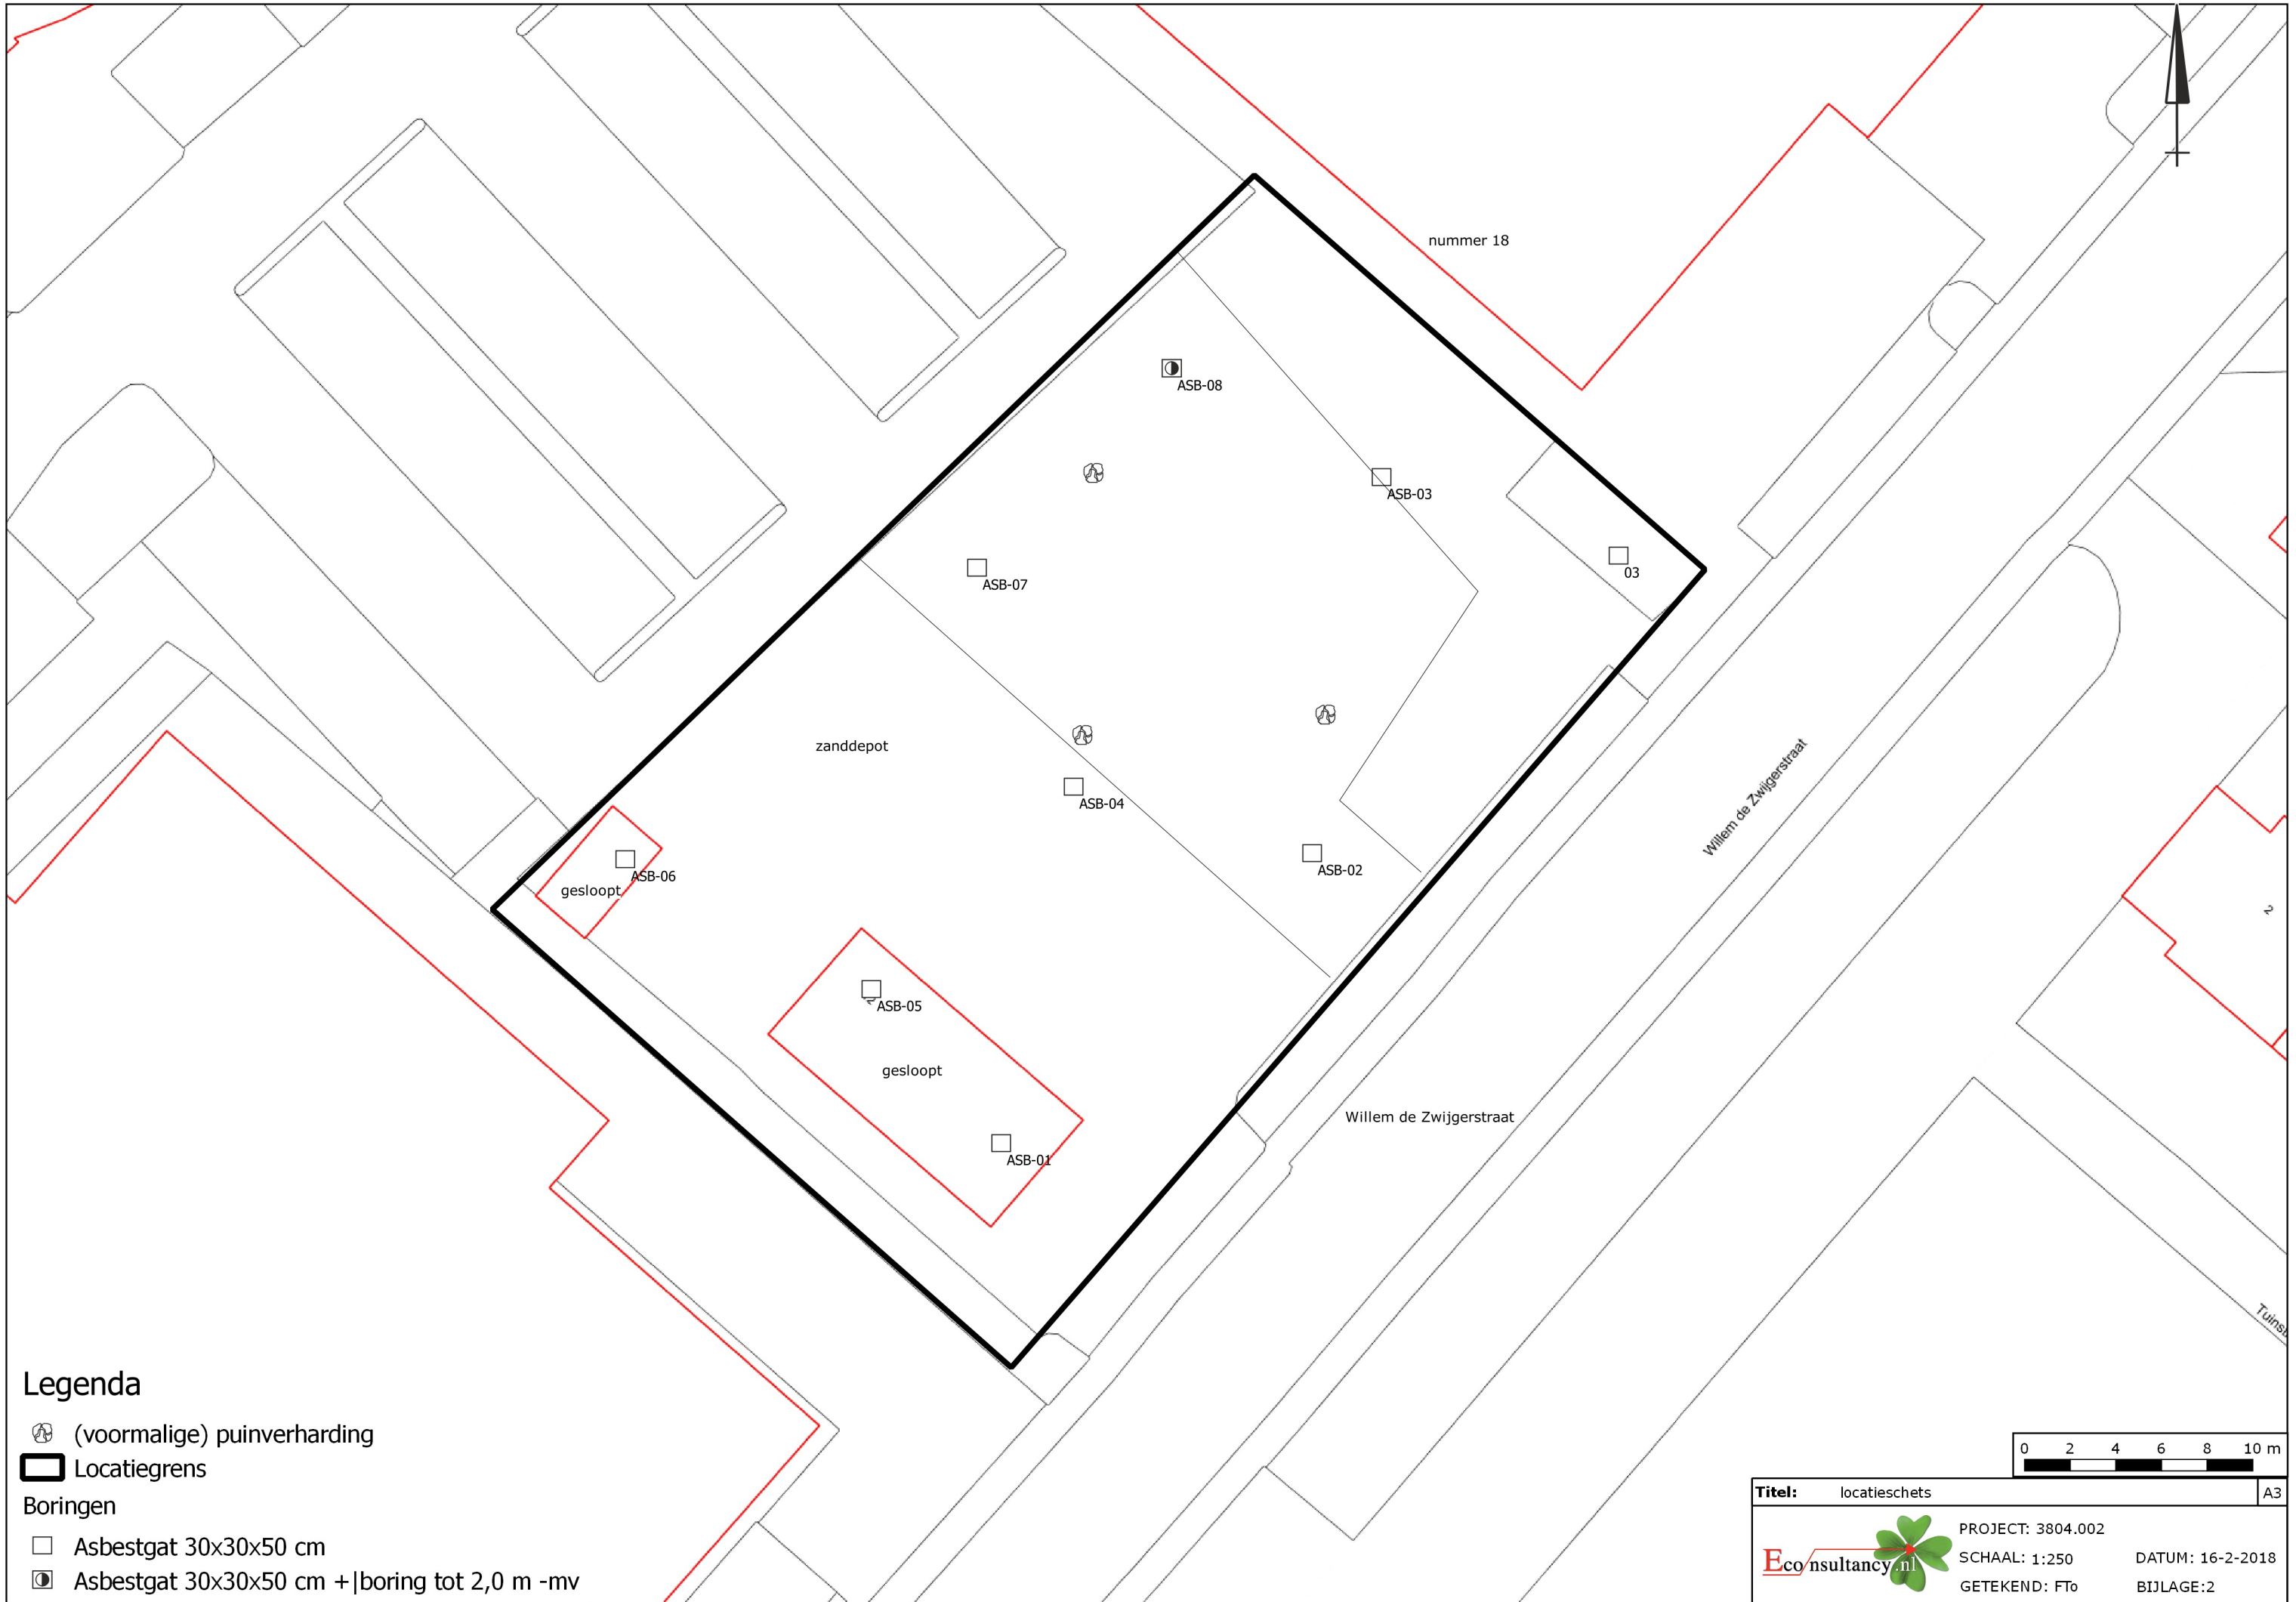 nummer 18
ASB-08
ASB-03
03
ASB-07
zanddepot
ASB-04
Willem de Zwijgerstraat
ASB-02
ASB-06
gesloopt
2
2
ASB-05
gesloopt
Willem de Zwijgerstraat
ASB-01
Legenda
(voormalige) puinverharding
Locatiegrens
Boringen
Asbestgat 30x30x50 cm
Asbestgat 30x30x50 cm +|boring tot 2,0 m -mv
0 2 4 6 8 10 m
Titel: locatieschets A3
Econsultancy.nl
PROJECT: 3804.002
SCHAAL: 1:250 DATUM: 16-2-2018
GETEKEND: FTo BIJLAGE:2